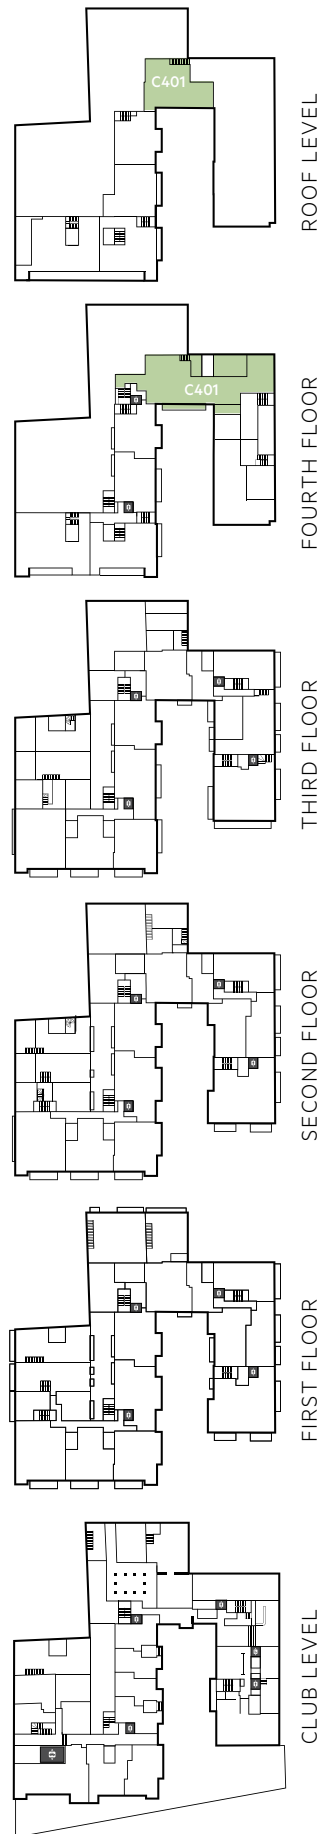 C401
ROOF LEVEL
C401
FOURTH FLOOR
THIRD FLOOR
SECOND FLOOR
FIRST FLOOR
CLUB LEVEL